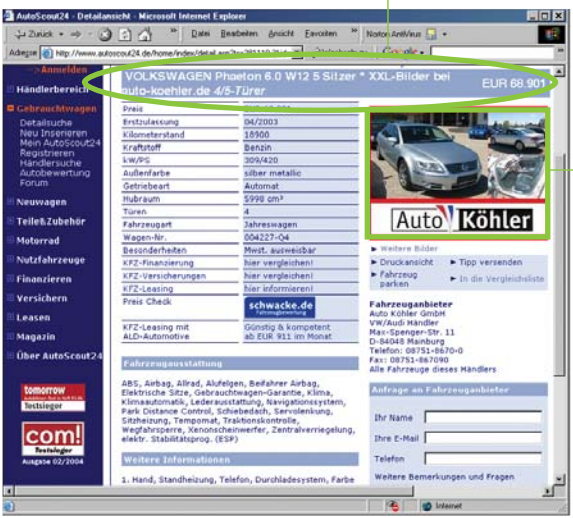 AutoScout24 - Detailansicht - Microsoft Internet Explorer
Zurück
Datei Bearbeiten Ansicht Favoriten
Norton AntiVirus
Adresse
-> Anmelden
Händlerbereich
Gebrauchtwagen
Detailsuche
Neu Inserieren
Mein AutoScout24
Registrieren
Händlersuche
Autobewertung
Forum
Neuwagen
Teile&Zubehör
Motorrad
Nutzfahrzeuge
Finanzieren
Versichern
Leasen
Magazin
Über AutoScout24
tomorrow
Testsieger
com!
Testsieger
Ausgabe 02/2004
VOLKSWAGEN Phaeton 6.0 W12 5 Sitzer * XXL-Bilder bei
auto-koehler.de 4/5-Türer
EUR 68.901
Preis
Erstzulassung 04/2003
Kilometerstand 18900
Kraftstoff Benzin
kW/PS 309/420
Außenfarbe silber metallic
Getriebeart Automat
Hubraum 5998 cm³
Türen 4
Fahrzeugart Jahreswagen
Wagen-Nr. 004227-Q4
Besonderheiten Mwst. ausweisbar
KFZ-Finanzierung hier vergleichen!
KFZ-Versicherungen hier vergleichen!
KFZ-Leasing hier informieren!
Preis Check schwacke.de
KFZ-Leasing mit Günstig & kompetent
ALD-Automotive ab EUR 911 im Monat
Fahrzeugausstattung
ABS, Airbag, Allrad, Alufelgen, Beifahrer Airbag,
Elektrische Sitze, Gebrauchtwagen-Garantie, Klima,
Klimaautomatik, Lederausstattung, Navigationssystem,
Park Distance Control, Schiebedach, Servolenkung,
Sitzheizung, Tempomat, Traktionskontrolle,
Wegfahrsperre, Xenonscheinwerfer, Zentralverriegelung,
elektr. Stabilitätsprog. (ESP)
Weitere Informationen
1. Hand, Standheizung, Telefon, Durchladesystem, Farbe
Auto Köhler
Weitere Bilder
Druckansicht
Tipp versenden
Fahrzeug
parken
In die Vergleichsliste
Fahrzeuganbieter
Auto Köhler GmbH
VW/Audi Händler
Max-Spenger-Str. 11
D-84048 Mainburg
Telefon: 08751-8670-0
Fax: 08751-867090
Alle Fahrzeuge dieses Händlers
Anfrage an Fahrzeuganbieter
Ihr Name
Ihre E-Mail
Telefon
Weitere Bemerkungen und Fragen
Internet